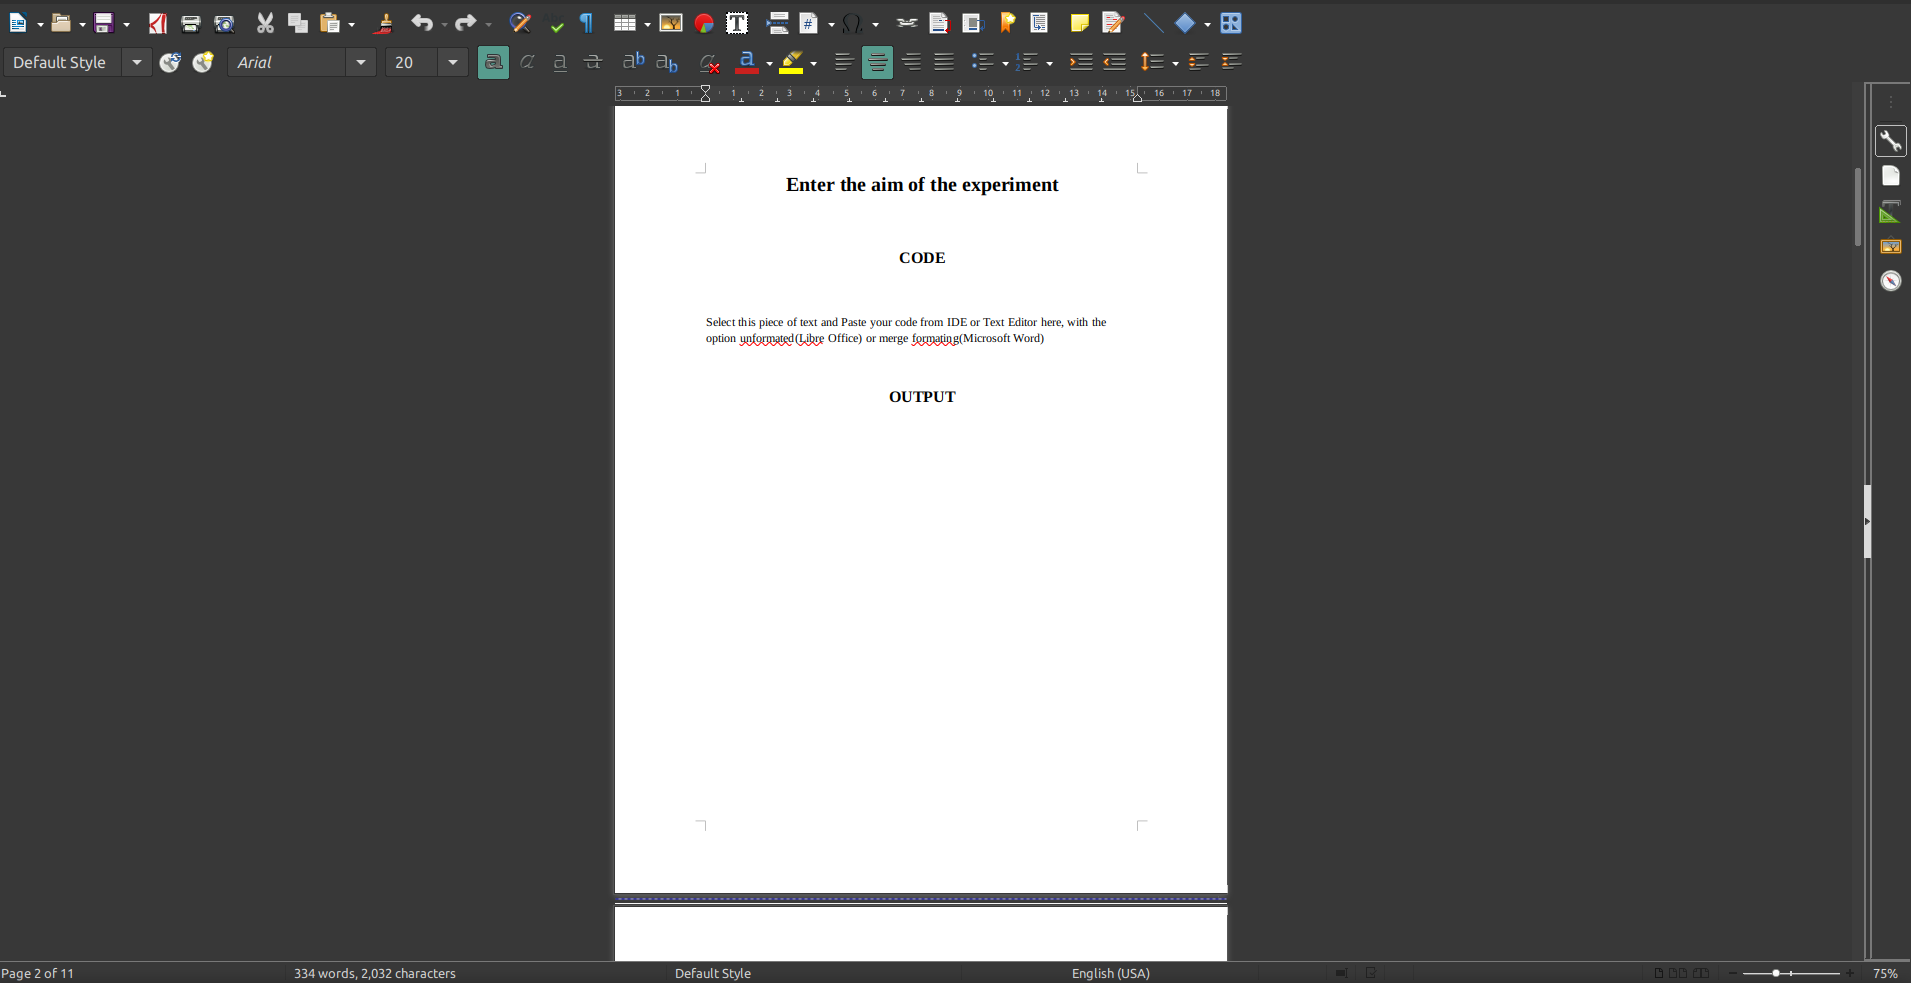 Default Style
Arial
20
3 2 1 1 2 3 4 5 6 7 8 9 10 11 12 13 14 15 16 17 18
Enter the aim of the experiment
CODE
Select this piece of text and Paste your code from IDE or Text Editor here, with the
option unformated(Libre Office) or merge formating(Microsoft Word)
OUTPUT
Page 2 of 11
334 words, 2,032 characters
Default Style
English (USA)
75%